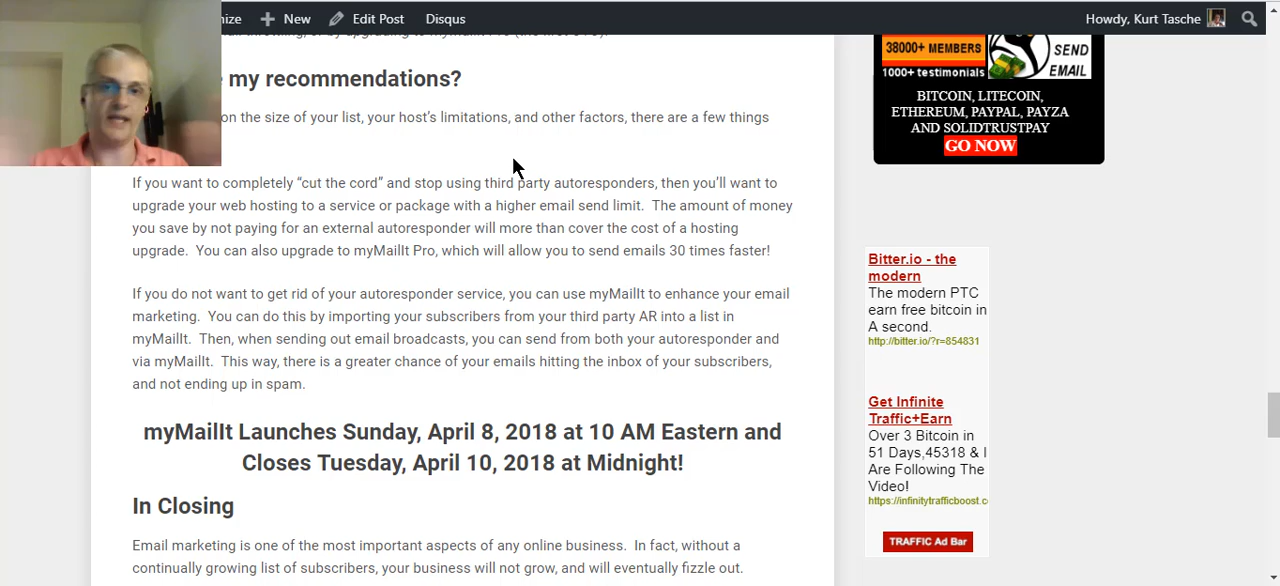 ize
New
Edit Post
Disqus
Howdy, Kurt Tasche
e my recommendations?
on the size of your list, your host's limitations, and other factors, there are a few things
If you want to completely “cut the cord” and stop using third party autoresponders, then you'll want to
upgrade your web hosting to a service or package with a higher email send limit.  The amount of money
you save by not paying for an external autoresponder will more than cover the cost of a hosting
upgrade.  You can also upgrade to myMailIt Pro, which will allow you to send emails 30 times faster!
If you do not want to get rid of your autoresponder service, you can use myMailIt to enhance your email
marketing.  You can do this by importing your subscribers from your third party AR into a list in
myMailIt.  Then, when sending out email broadcasts, you can send from both your autoresponder and
via myMailIt.  This way, there is a greater chance of your emails hitting the inbox of your subscribers,
and not ending up in spam.
myMailIt Launches Sunday, April 8, 2018 at 10 AM Eastern and
Closes Tuesday, April 10, 2018 at Midnight!
In Closing
Email marketing is one of the most important aspects of any online business.  In fact, without a
continually growing list of subscribers, your business will not grow, and will eventually fizzle out.
38000+ MEMBERS
1000+ testimonials
SEND
EMAIL
BITCOIN, LITECOIN,
ETHEREUM, PAYPAL, PAYZA
AND SOLIDTRUSTPAY
GO NOW
Bitter.io - the
modern
The modern PTC
earn free bitcoin in
A second.
http://bitter.io/?r=854831
Get Infinite
Traffic+Earn
Over 3 Bitcoin in
51 Days,45318 & I
Are Following The
Video!
https://infinitytrafficboost.c
TRAFFIC Ad Bar